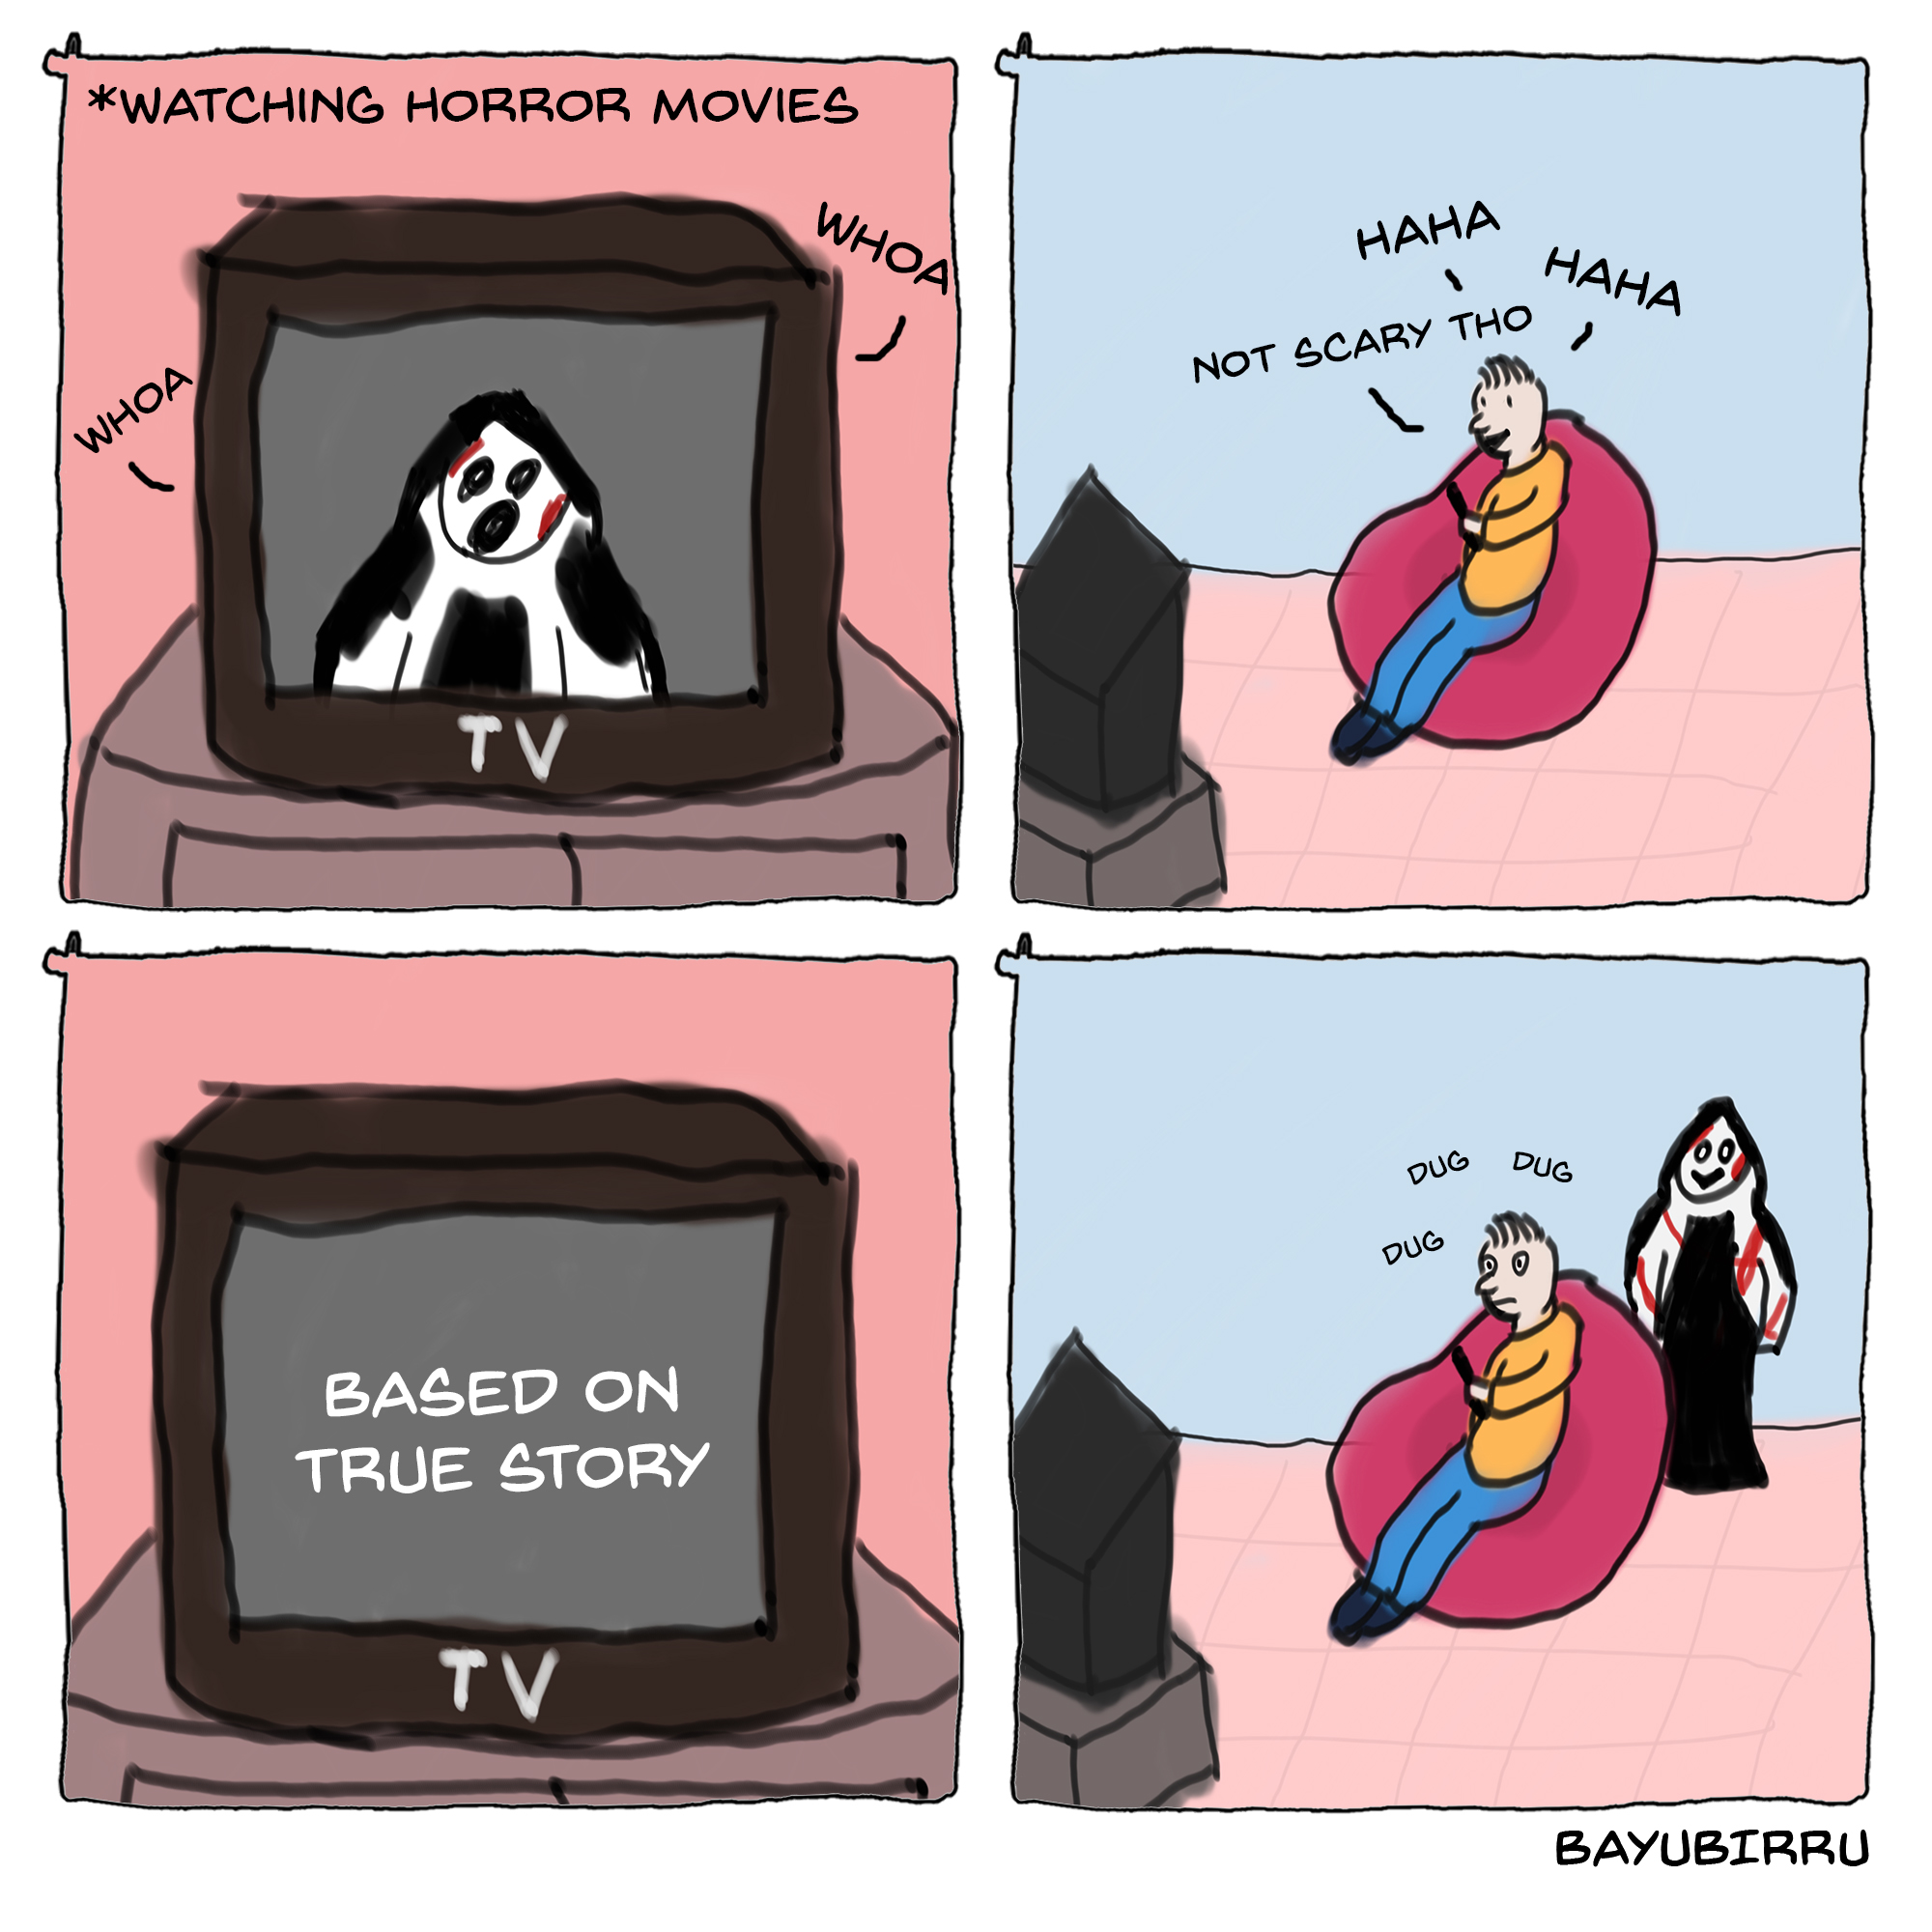 *WATCHING HORROR MOVIES
WHOA
WHOA
TV
HAHA
HAHA
NOT SCARY THO
BASED ON
TRUE STORY
TV
DUG DUG
DUG
BAYUBIRRU